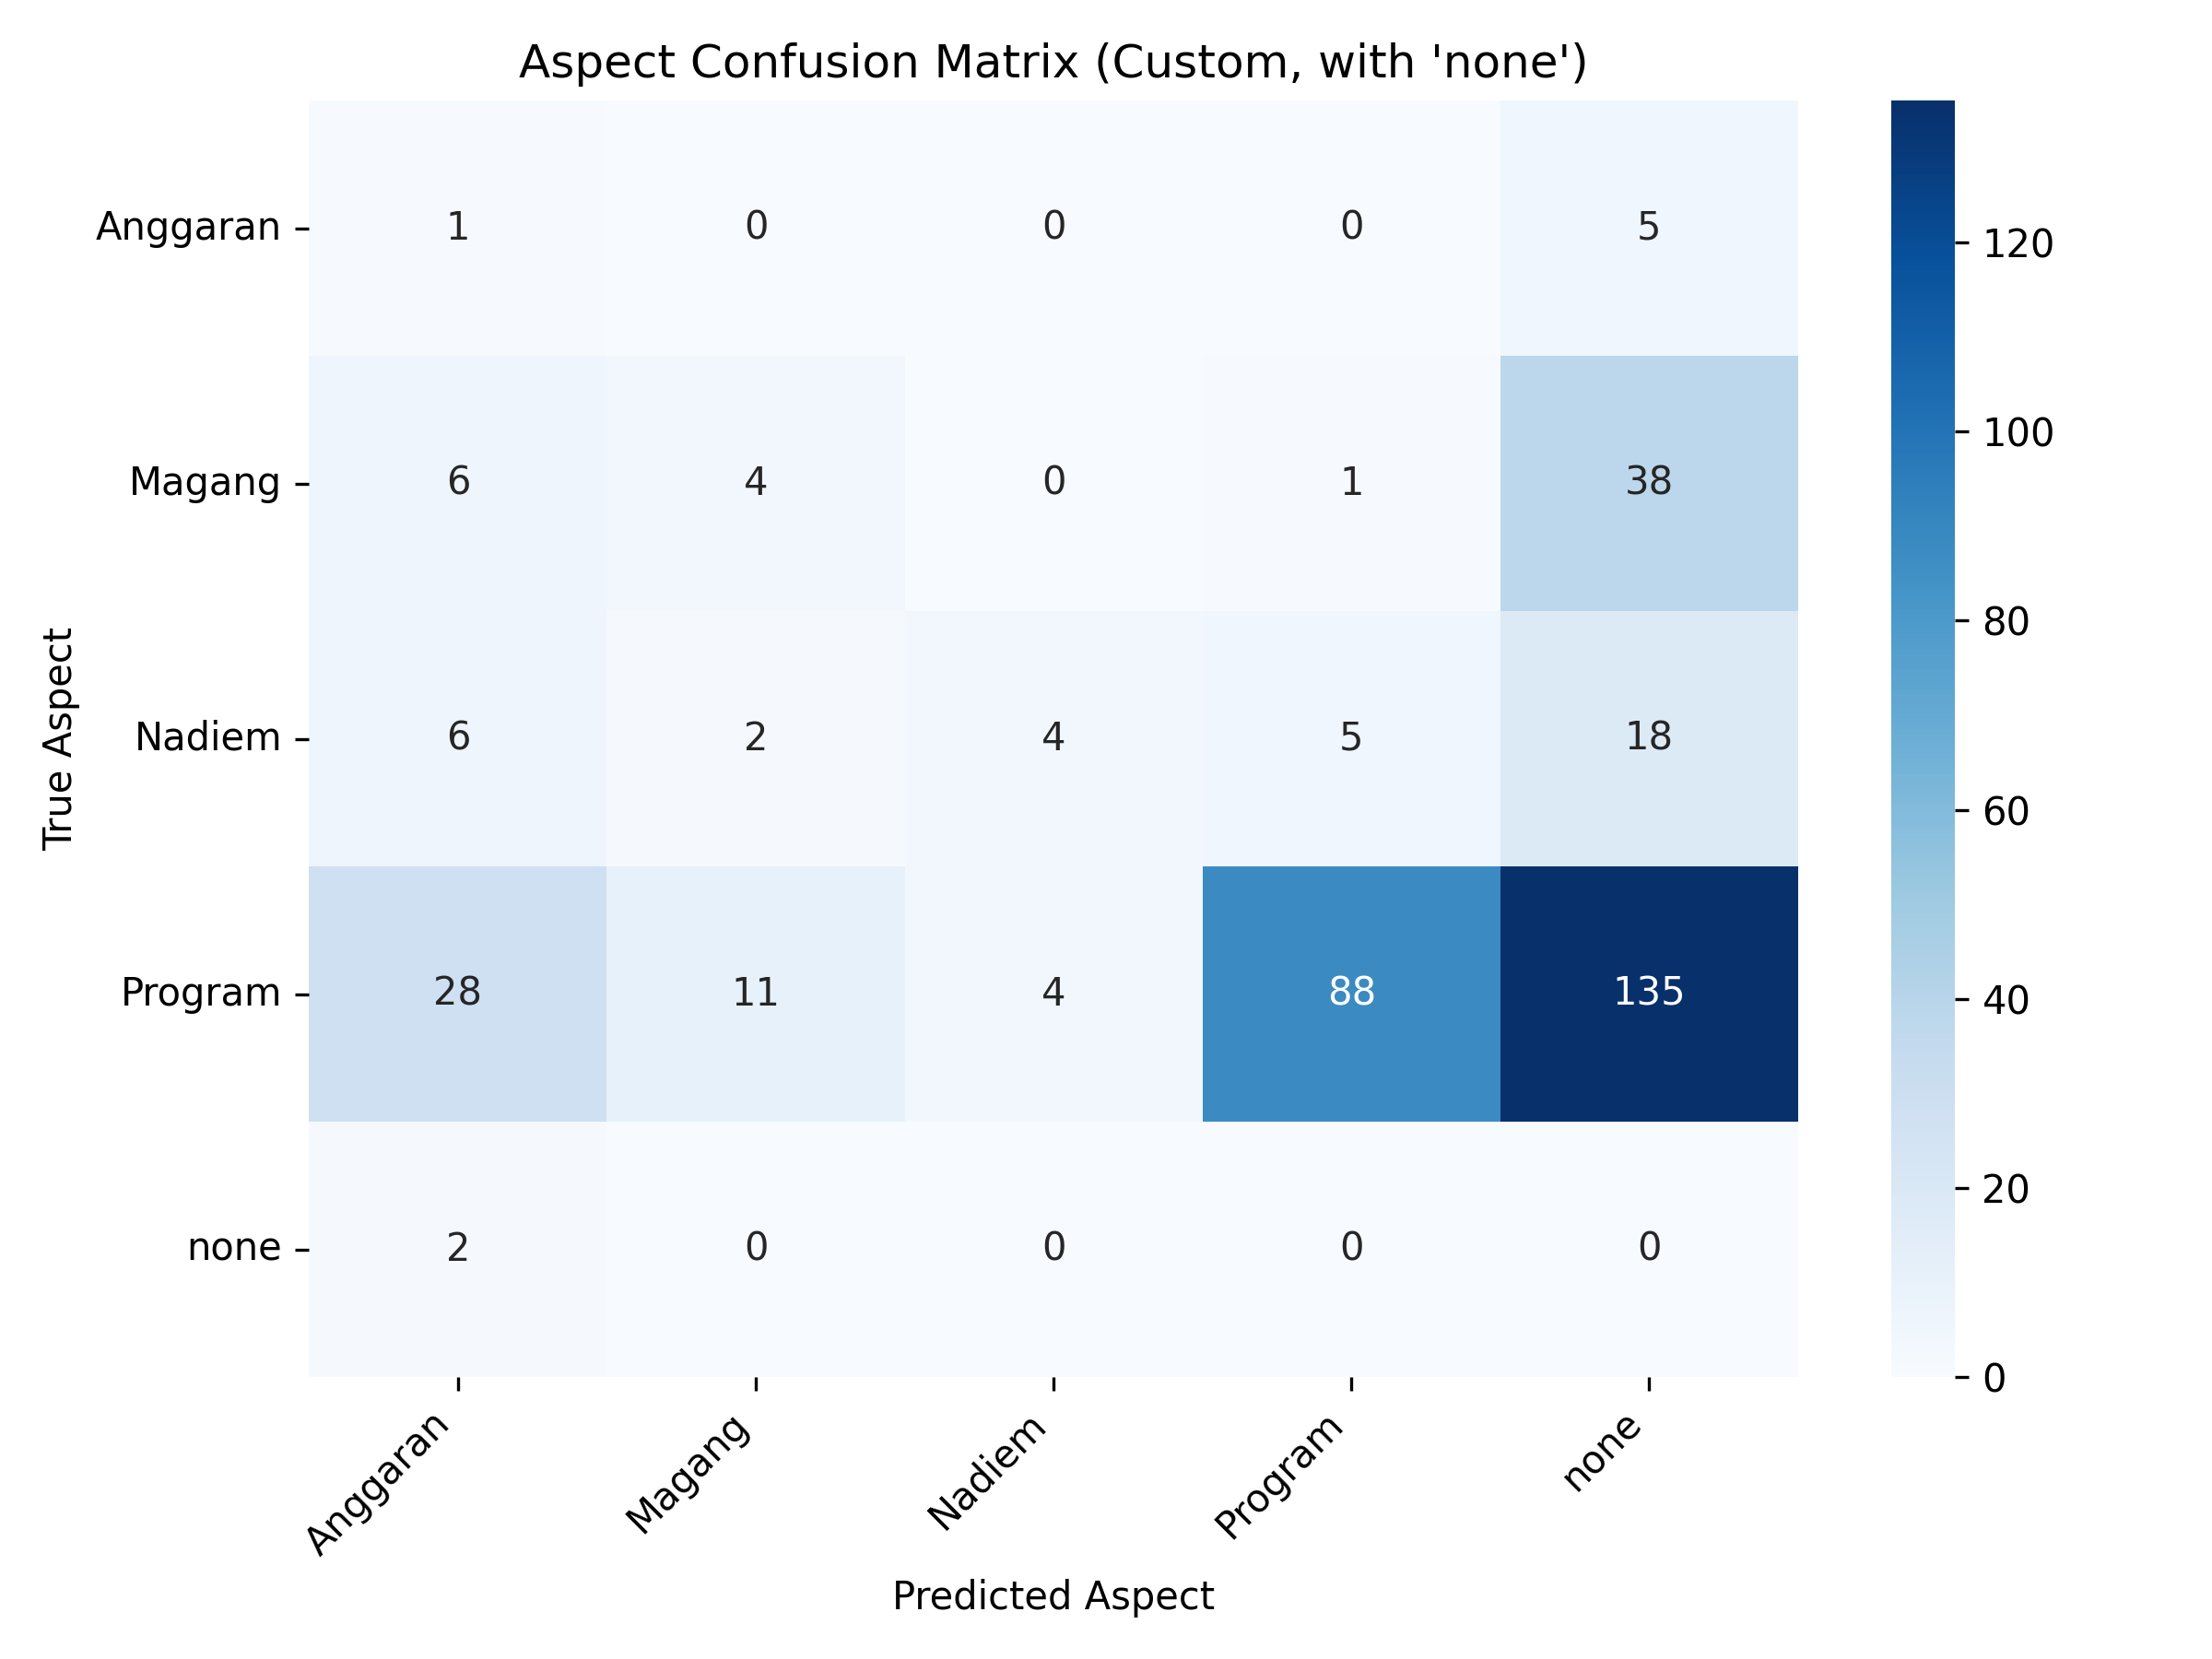 Aspect Confusion Matrix (Custom, with 'none')
True Aspect
Anggaran 1 0 0 0 5
Magang 6 4 0 1 38
Nadiem 6 2 4 5 18
Program 28 11 4 88 135
none 2 0 0 0 0
Anggaran Magang Nadiem Program none
Predicted Aspect
120
100
80
60
40
20
0